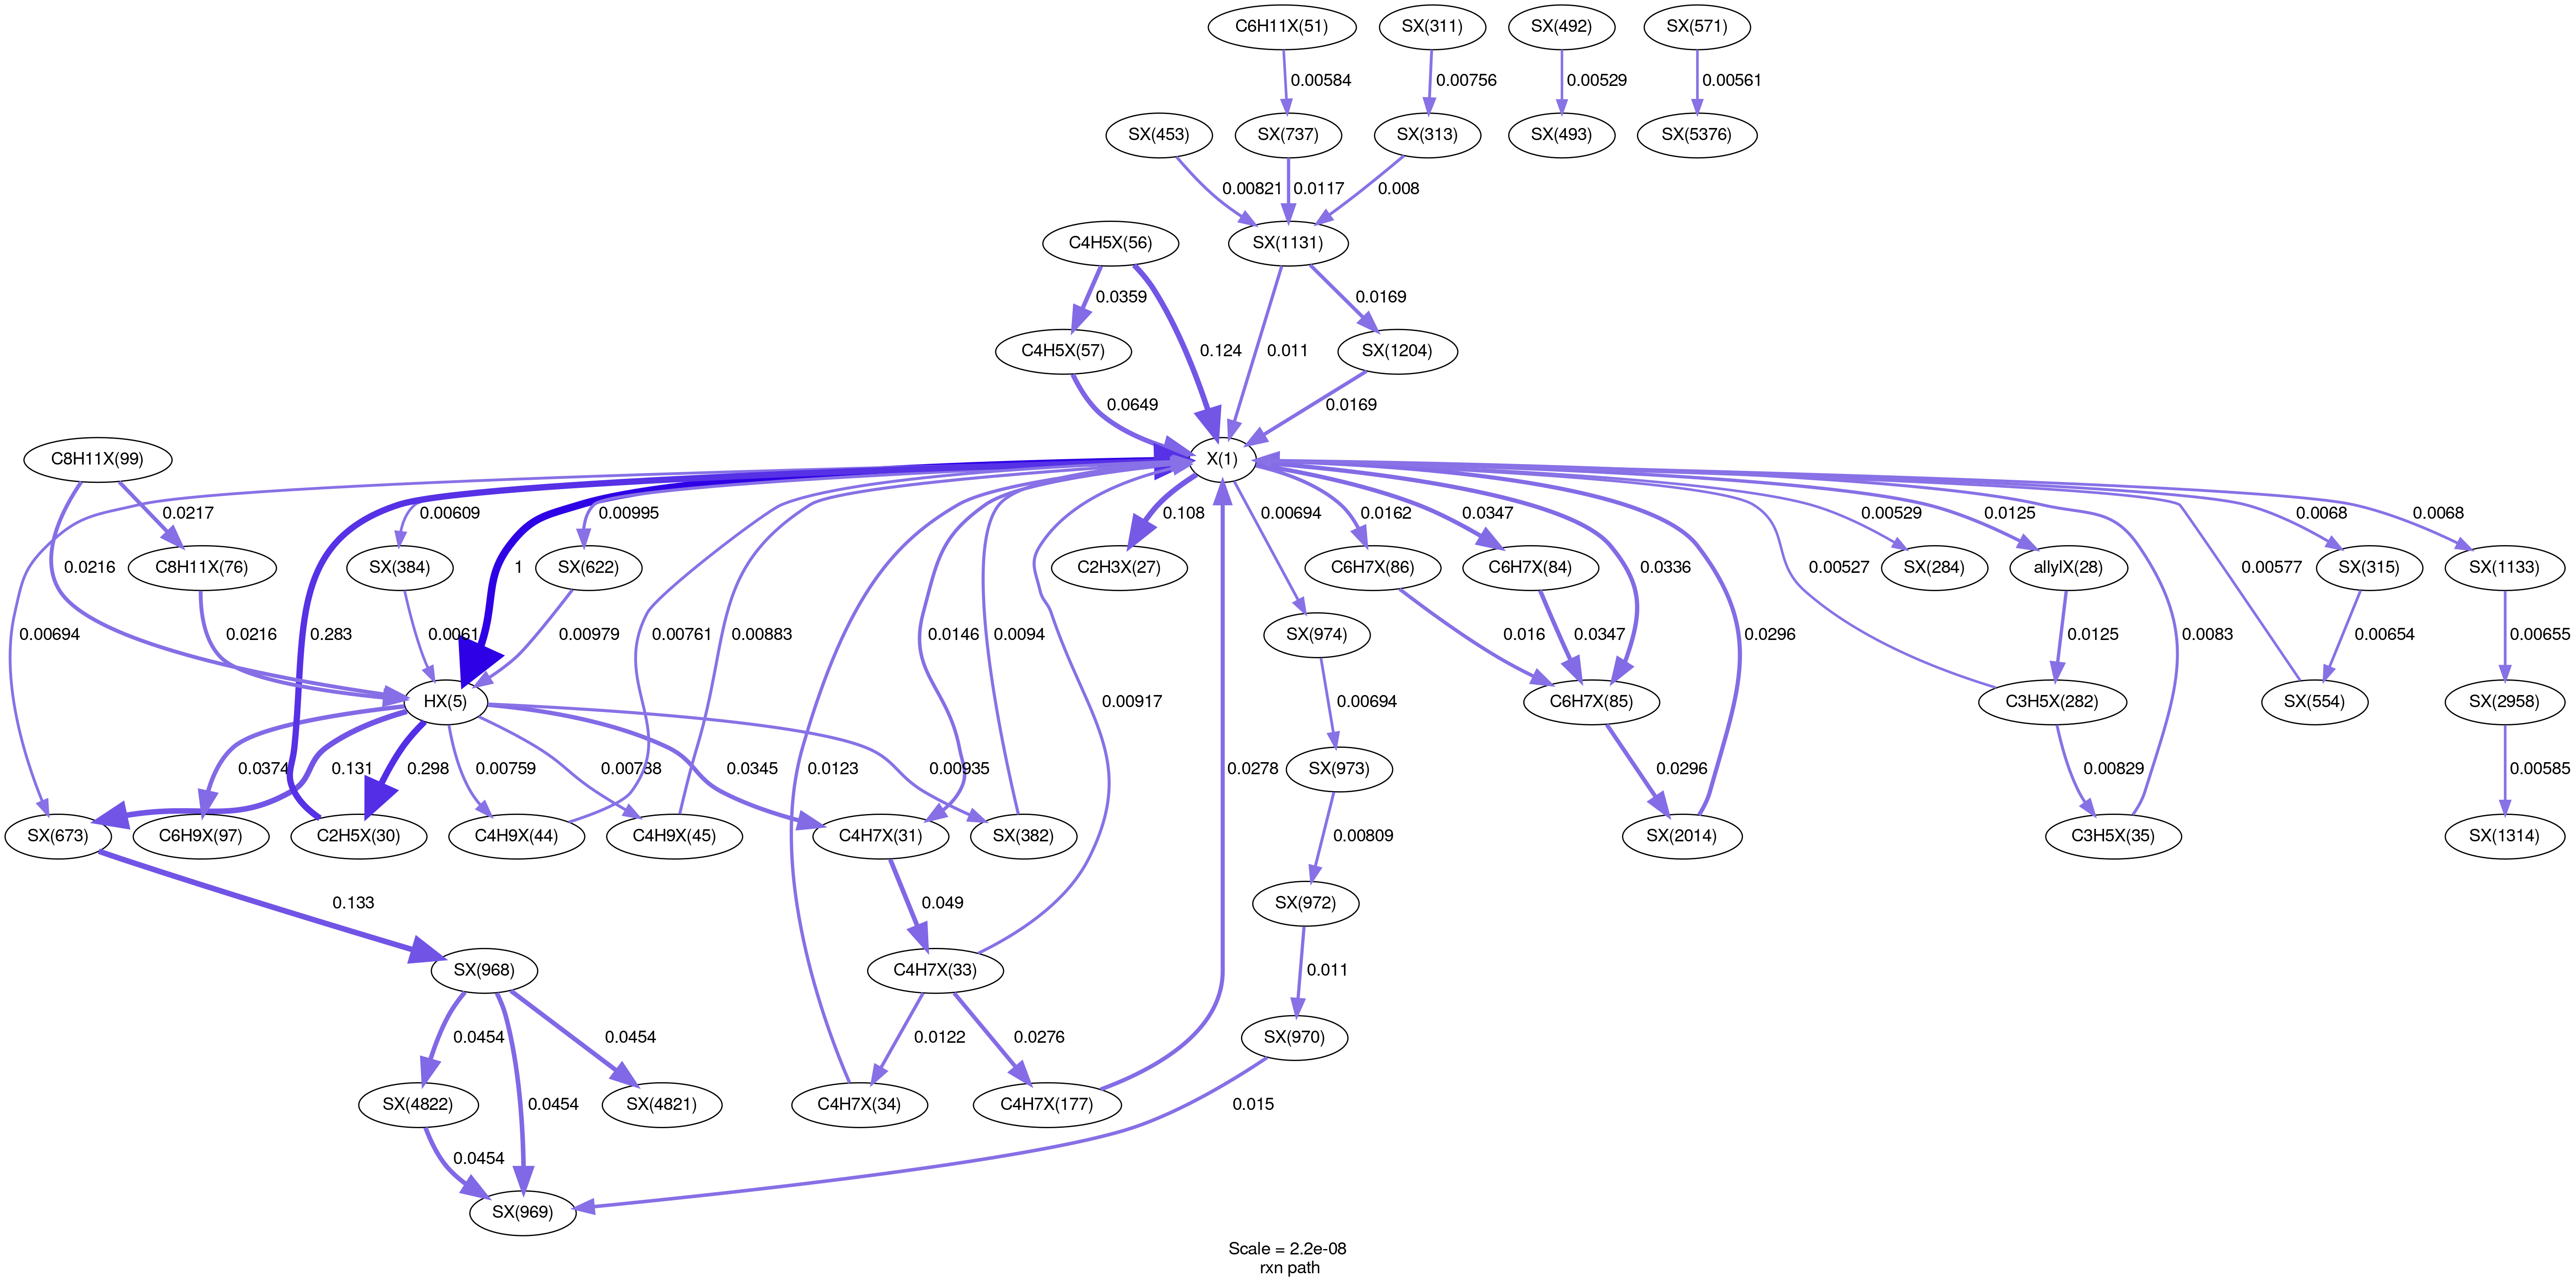 C6H11X(51)
SX(311)
SX(492)
SX(571)
0.00584
0.00756
0.00529
0.00561
SX(453)
SX(737)
SX(313)
SX(493)
SX(5376)
0.00821
0.0117
0.008
C4H5X(56)
SX(1131)
0.0359
0.0169
C4H5X(57)
0.124
0.011
SX(1204)
0.0649
0.0169
C8H11X(99)
X(1)
0.0217
0.00609
0.00995
0.108
0.00694
0.0162
0.0347
0.00529
0.0125
0.0068
0.0068
0.0216
C8H11X(76)
SX(384)
1
SX(622)
C2H3X(27)
C6H7X(86)
C6H7X(84)
0.0336
0.00527
SX(284)
allylX(28)
0.00577
SX(315)
SX(1133)
0.00694
0.0216
0.283
0.0061
0.00979
0.00761
0.00883
0.0146
0.0094
SX(974)
0.016
0.0347
0.0296
0.0125
0.0083
0.00654
0.00655
HX(5)
0.00917
0.00694
C6H7X(85)
C3H5X(282)
SX(554)
SX(2958)
0.0374
0.131
0.298
0.00759
0.00788
0.0345
0.0123
0.00935
0.0278
SX(973)
0.0296
0.00829
0.00585
SX(673)
C6H9X(97)
C2H5X(30)
C4H9X(44)
C4H9X(45)
C4H7X(31)
SX(382)
0.00809
SX(2014)
C3H5X(35)
SX(1314)
0.133
0.049
SX(972)
SX(968)
C4H7X(33)
0.011
0.0454
0.0454
0.0122
0.0276
SX(970)
SX(4822)
0.0454
SX(4821)
C4H7X(34)
C4H7X(177)
0.015
0.0454
SX(969)
Scale = 2.2e-08
rxn path